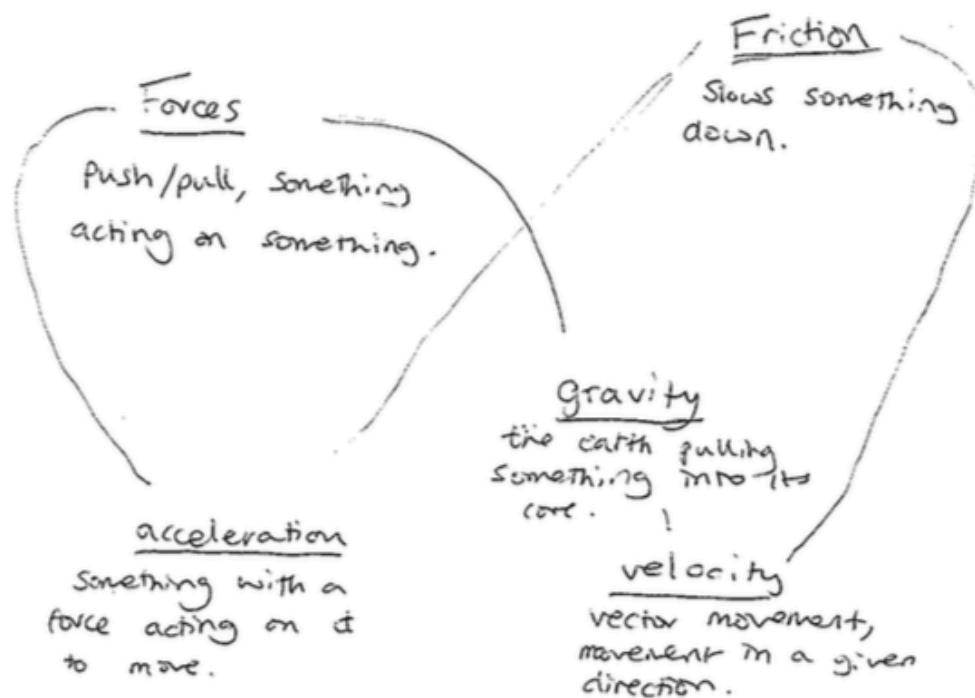 Friction
Slows something
down.
Forces
Push/pull, something
acting on something.
gravity
the earth pulling
something into its
core.
acceleration
something with a
force acting on it
to move.
velocity
vector movement,
movement in a given
direction.